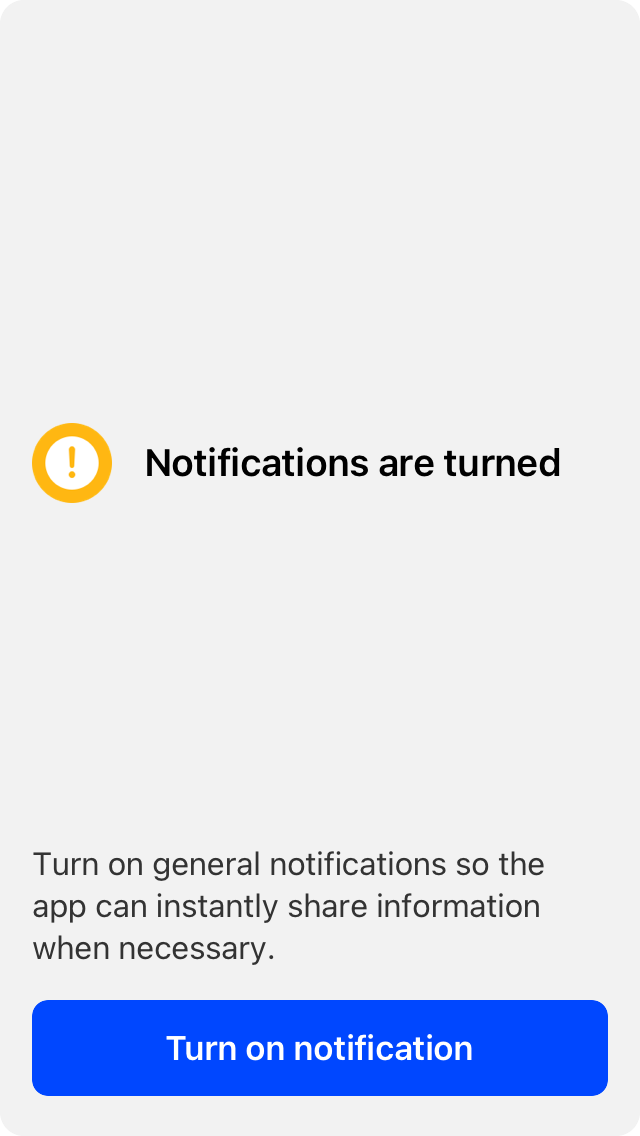 Notifications are turned
Turn on general notifications so the
app can instantly share information
when necessary.
Turn on notification